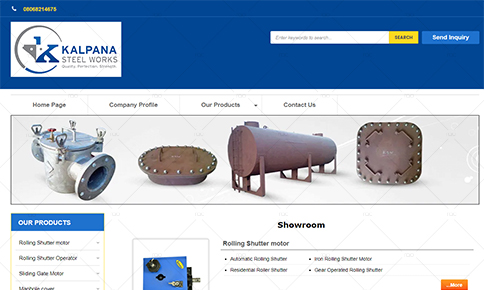 08068214675
KALPANA
STEEL WORKS
Quality. Perfection. Strength.
Enter keywords to search..
SEARCH
Send Inquiry
Home Page
Company Profile
Our Products
Contact Us
Showroom
OUR PRODUCTS
Rolling Shutter motor
Rolling Shutter Operator
Sliding Gate Motor
Manhole cover
Rolling Shutter motor
Automatic Rolling Shutter
Iron Rolling Shutter Motor
Residential Roller Shutter
Gear Operated Rolling Shutter
...More